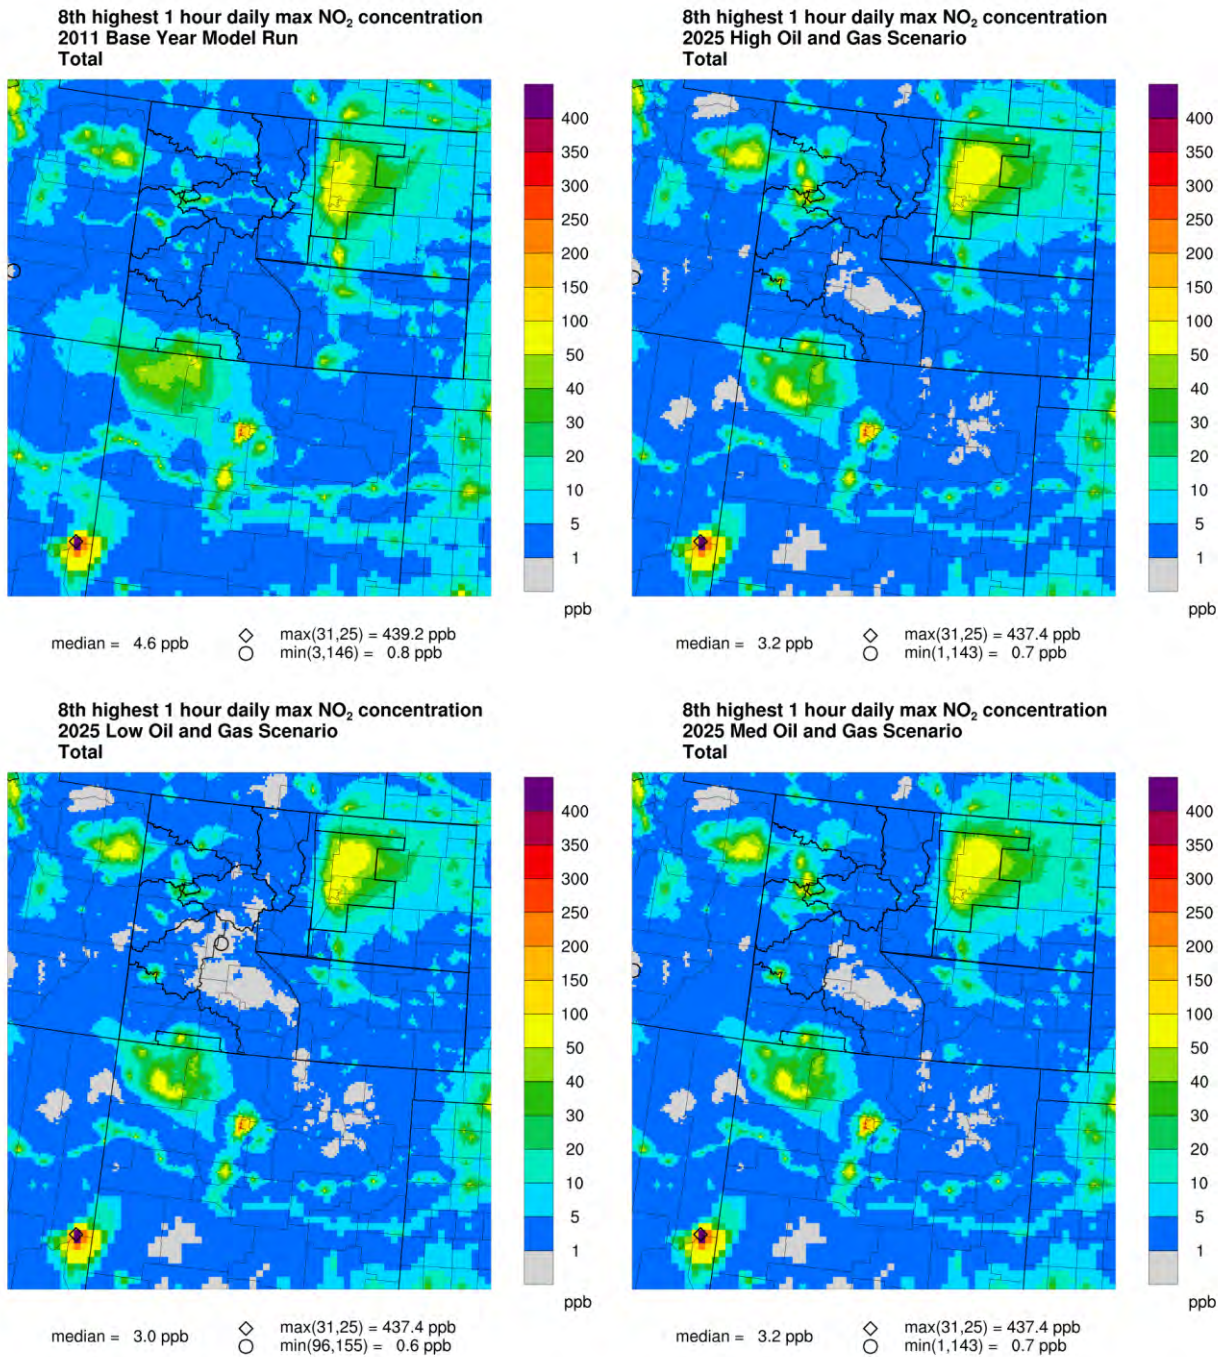 8th highest 1 hour daily max NO₂ concentration
2011 Base Year Model Run
Total
400
350
300
250
200
150
100
50
40
30
20
10
5
1
ppb
median = 4.6 ppb
max(31,25) = 439.2 ppb
min(3,146) = 0.8 ppb
8th highest 1 hour daily max NO₂ concentration
2025 High Oil and Gas Scenario
Total
400
350
300
250
200
150
100
50
40
30
20
10
5
1
ppb
median = 3.2 ppb
max(31,25) = 437.4 ppb
min(1,143) = 0.7 ppb
8th highest 1 hour daily max NO₂ concentration
2025 Low Oil and Gas Scenario
Total
400
350
300
250
200
150
100
50
40
30
20
10
5
1
ppb
median = 3.0 ppb
max(31,25) = 437.4 ppb
min(96,155) = 0.6 ppb
8th highest 1 hour daily max NO₂ concentration
2025 Med Oil and Gas Scenario
Total
400
350
300
250
200
150
100
50
40
30
20
10
5
1
ppb
median = 3.2 ppb
max(31,25) = 437.4 ppb
min(1,143) = 0.7 ppb